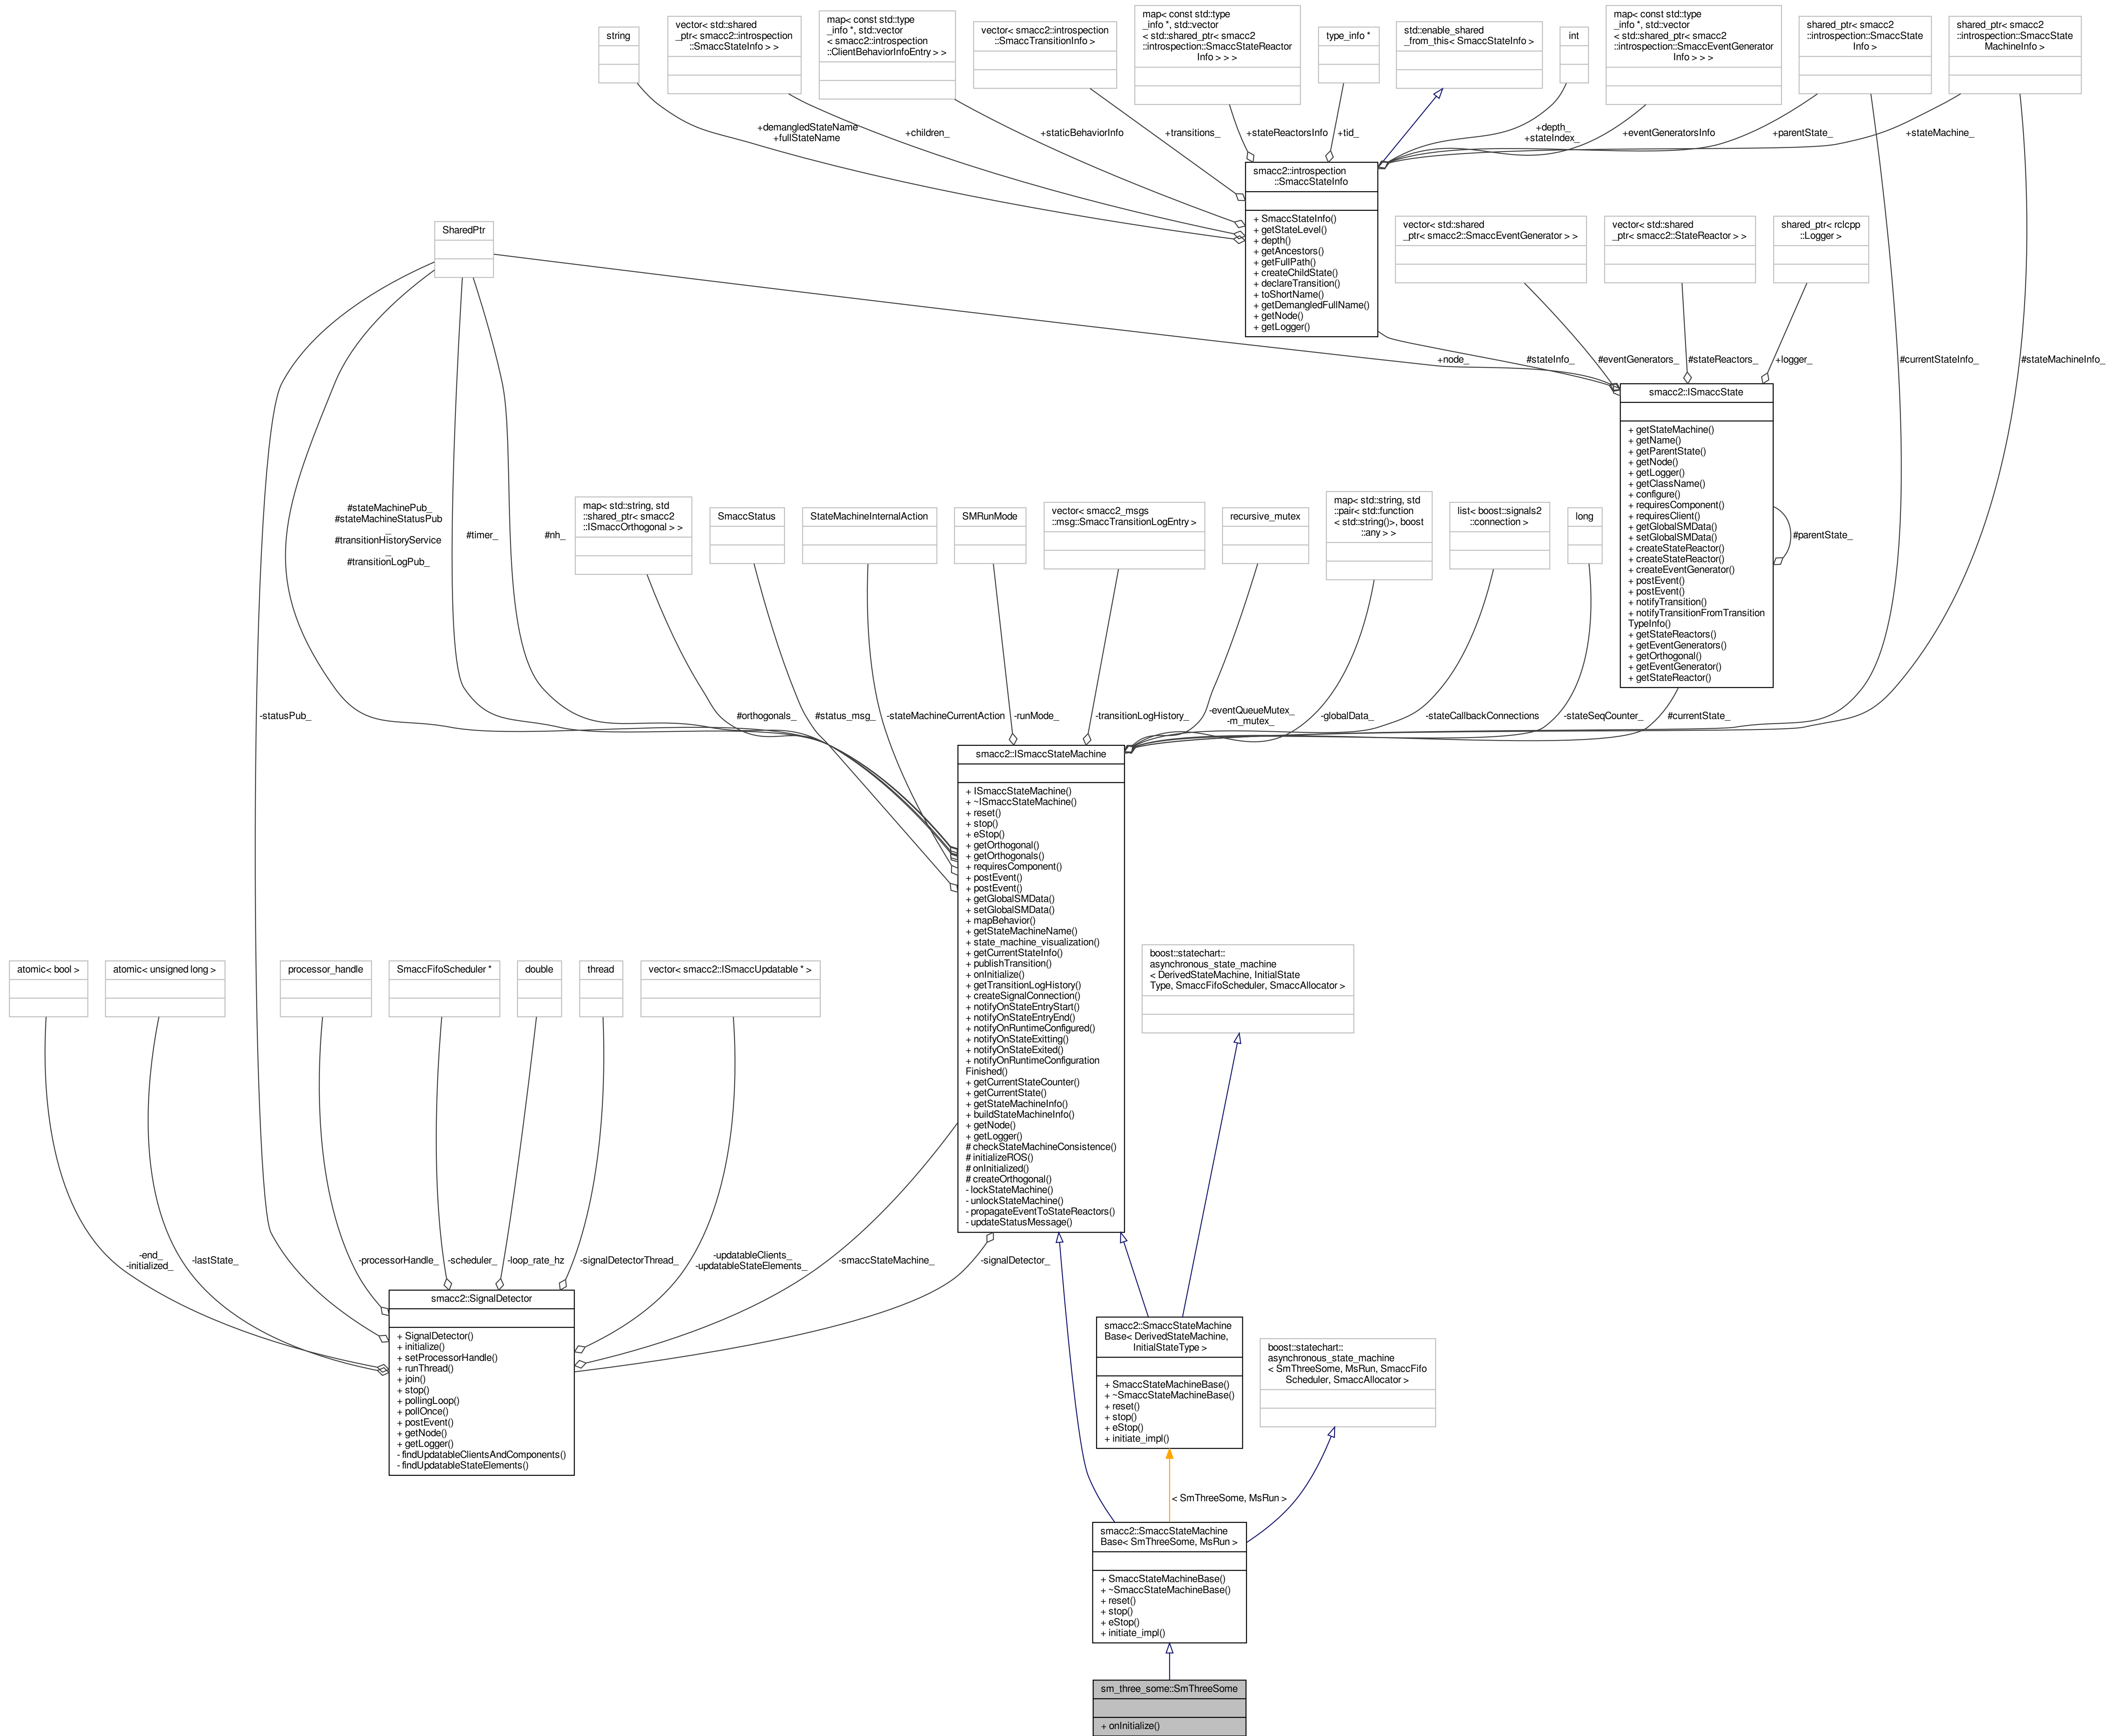 string
vector< std::shared
_ptr< smacc2::introspection
::SmaccStateInfo > >
map< const std::type
_info *, std::vector
< smacc2::introspection
::ClientBehaviorInfoEntry > >
vector< smacc2::introspection
::SmaccTransitionInfo >
map< const std::type
_info *, std::vector
< std::shared_ptr< smacc2
::introspection::SmaccStateReactor
Info > > >
type_info *
std::enable_shared
_from_this< SmaccStateInfo >
int
map< const std::type
_info *, std::vector
< std::shared_ptr< smacc2
::introspection::SmaccEventGenerator
Info > > >
shared_ptr< smacc2
::introspection::SmaccState
Info >
shared_ptr< smacc2
::introspection::SmaccState
MachineInfo >
+demangledStateName
+fullStateName
+children_
+staticBehaviorInfo
+transitions_
+stateReactorsInfo
+tid_
+depth_
+stateIndex_
+eventGeneratorsInfo
+parentState_
+stateMachine_
smacc2::introspection
::SmaccStateInfo
+ SmaccStateInfo()
+ getStateLevel()
+ depth()
+ getAncestors()
+ getFullPath()
+ createChildState()
+ declareTransition()
+ toShortName()
+ getDemangledFullName()
+ getNode()
+ getLogger()
SharedPtr
vector< std::shared
_ptr< smacc2::SmaccEventGenerator > >
vector< std::shared
_ptr< smacc2::StateReactor > >
shared_ptr< rclcpp
::Logger >
+node_
#stateInfo_
#eventGenerators_
#stateReactors_
+logger_
#currentStateInfo_
#stateMachineInfo_
smacc2::ISmaccState
+ getStateMachine()
+ getName()
+ getParentState()
+ getNode()
+ getLogger()
+ getClassName()
+ configure()
+ requiresComponent()
+ requiresClient()
+ getGlobalSMData()
+ setGlobalSMData()
+ createStateReactor()
+ createStateReactor()
+ createEventGenerator()
+ postEvent()
+ postEvent()
+ notifyTransition()
+ notifyTransitionFromTransition
TypeInfo()
+ getStateReactors()
+ getEventGenerators()
+ getOrthogonal()
+ getEventGenerator()
+ getStateReactor()
#parentState_
#stateMachinePub_
#stateMachineStatusPub
_
#transitionHistoryService
_
#transitionLogPub_
#timer_
#nh_
map< std::string, std
::shared_ptr< smacc2
::ISmaccOrthogonal > >
SmaccStatus
StateMachineInternalAction
SMRunMode
vector< smacc2_msgs
::msg::SmaccTransitionLogEntry >
recursive_mutex
map< std::string, std
::pair< std::function
< std::string()>, boost
::any > >
list< boost::signals2
::connection >
long
-statusPub_
#orthogonals_
#status_msg_
-stateMachineCurrentAction
-runMode_
-transitionLogHistory_
-eventQueueMutex_
-m_mutex_
-globalData_
-stateCallbackConnections
-stateSeqCounter_
#currentState_
smacc2::ISmaccStateMachine
+ ISmaccStateMachine()
+ ~ISmaccStateMachine()
+ reset()
+ stop()
+ eStop()
+ getOrthogonal()
+ getOrthogonals()
+ requiresComponent()
+ postEvent()
+ postEvent()
+ getGlobalSMData()
+ setGlobalSMData()
+ mapBehavior()
+ getStateMachineName()
+ state_machine_visualization()
+ getCurrentStateInfo()
+ publishTransition()
+ onInitialize()
+ getTransitionLogHistory()
+ createSignalConnection()
+ notifyOnStateEntryStart()
+ notifyOnStateEntryEnd()
+ notifyOnRuntimeConfigured()
+ notifyOnStateExitting()
+ notifyOnStateExited()
+ notifyOnRuntimeConfiguration
Finished()
+ getCurrentStateCounter()
+ getCurrentState()
+ getStateMachineInfo()
+ buildStateMachineInfo()
+ getNode()
+ getLogger()
# checkStateMachineConsistence()
# initializeROS()
# onInitialized()
# createOrthogonal()
- lockStateMachine()
- unlockStateMachine()
- propagateEventToStateReactors()
- updateStatusMessage()
boost::statechart::
asynchronous_state_machine
< DerivedStateMachine, InitialState
Type, SmaccFifoScheduler, SmaccAllocator >
atomic< bool >
atomic< unsigned long >
processor_handle
SmaccFifoScheduler *
double
thread
vector< smacc2::ISmaccUpdatable * >
-end_
-initialized_
-lastState_
-processorHandle_
-scheduler_
-loop_rate_hz
-signalDetectorThread_
-updatableClients_
-updatableStateElements_
-smaccStateMachine_
-signalDetector_
smacc2::SignalDetector
+ SignalDetector()
+ initialize()
+ setProcessorHandle()
+ runThread()
+ join()
+ stop()
+ pollingLoop()
+ pollOnce()
+ postEvent()
+ getNode()
+ getLogger()
- findUpdatableClientsAndComponents()
- findUpdatableStateElements()
smacc2::SmaccStateMachine
Base< DerivedStateMachine,
InitialStateType >
+ SmaccStateMachineBase()
+ ~SmaccStateMachineBase()
+ reset()
+ stop()
+ eStop()
+ initiate_impl()
boost::statechart::
asynchronous_state_machine
< SmThreeSome, MsRun, SmaccFifo
Scheduler, SmaccAllocator >
< SmThreeSome, MsRun >
smacc2::SmaccStateMachine
Base< SmThreeSome, MsRun >
+ SmaccStateMachineBase()
+ ~SmaccStateMachineBase()
+ reset()
+ stop()
+ eStop()
+ initiate_impl()
sm_three_some::SmThreeSome
+ onInitialize()